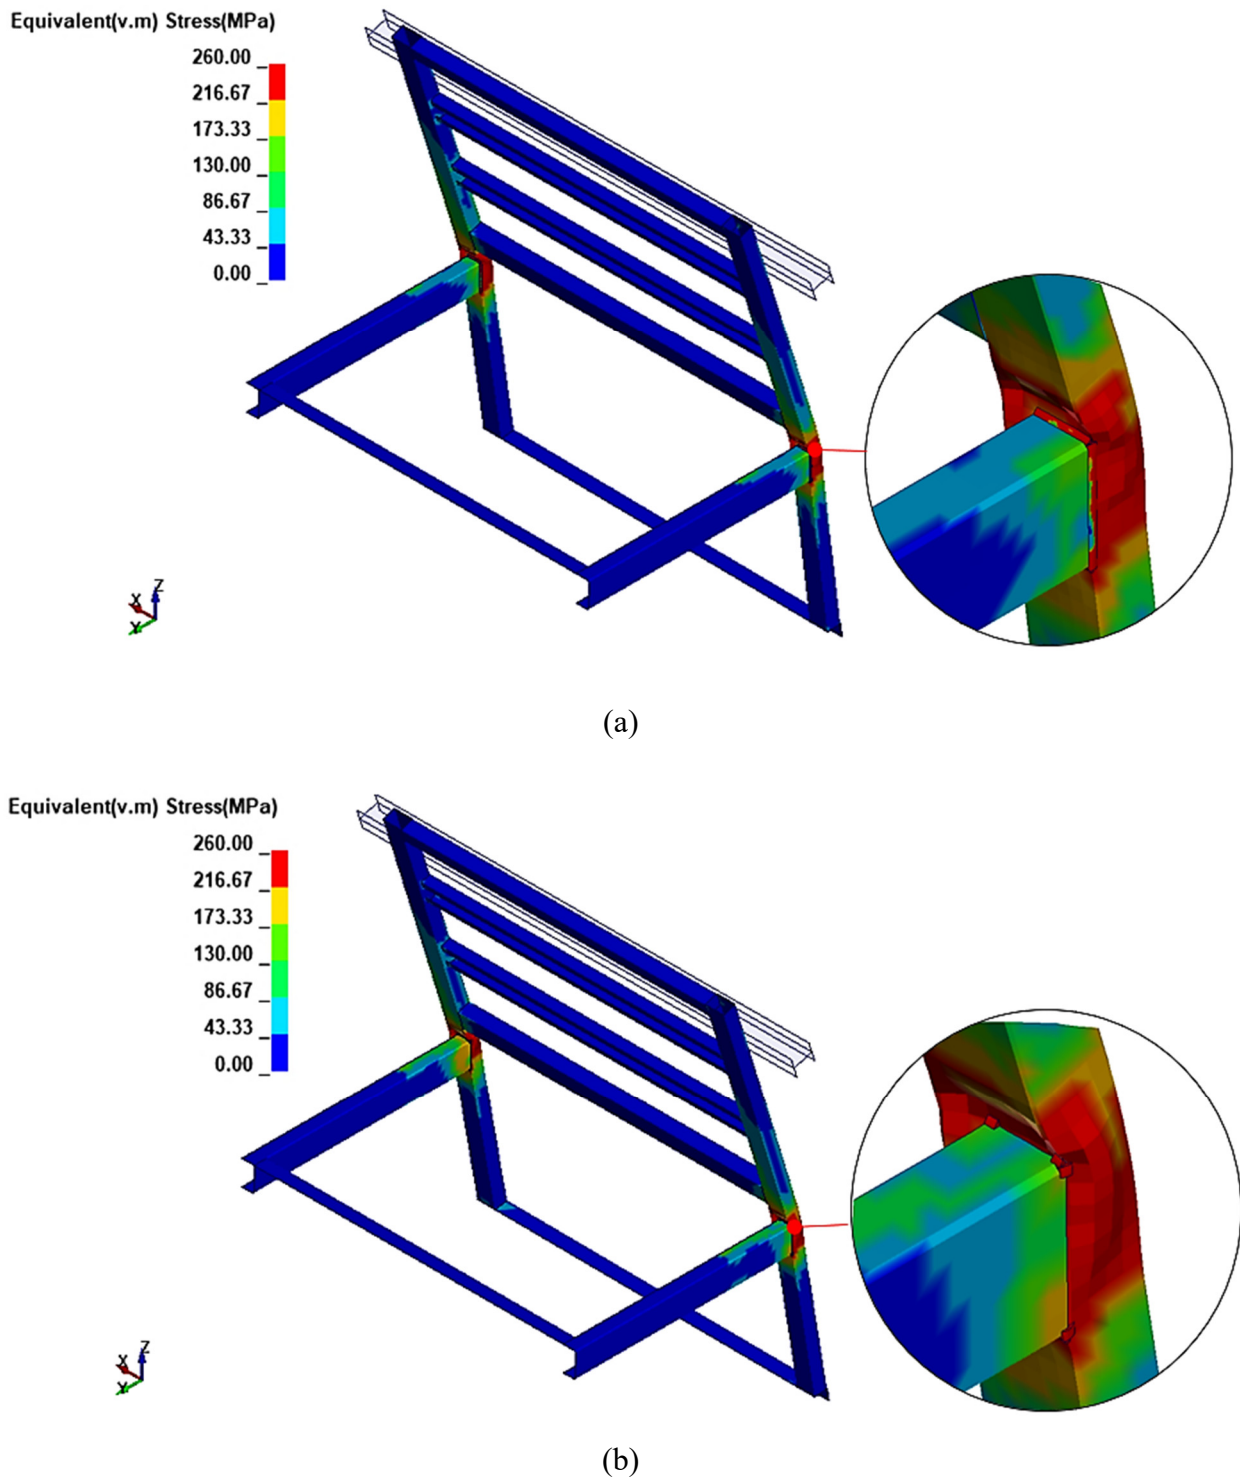 Equivalent(v.m) Stress(MPa)
260.00
216.67
173.33
130.00
86.67
43.33
0.00
Z
X
Y
(a)
Equivalent(v.m) Stress(MPa)
260.00
216.67
173.33
130.00
86.67
43.33
0.00
Z
X
Y
(b)